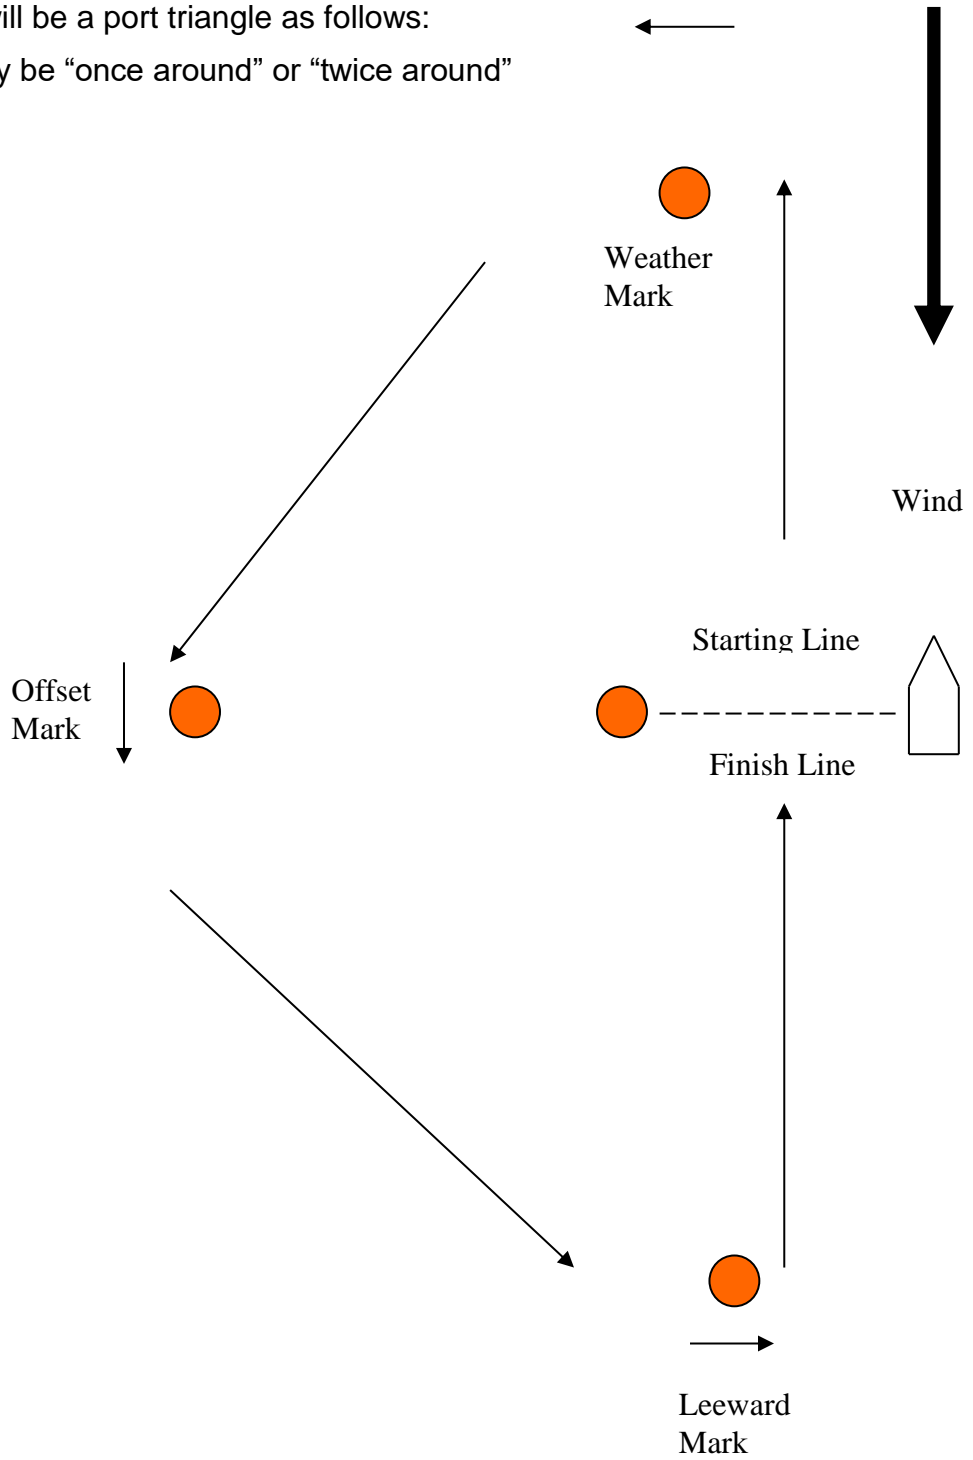 ill be a port triangle as follows:
y be “once around” or “twice around”
Weather
Mark
Wind
Starting Line
Offset
Mark
Finish Line
Leeward
Mark